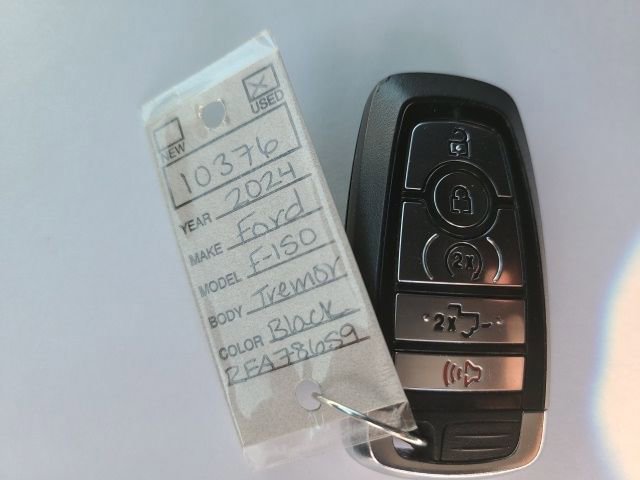 NEW USED
10376
YEAR 2024
MAKE Ford
MODEL F-150
BODY Tremor
COLOR Black
RFA78659
2x
2x